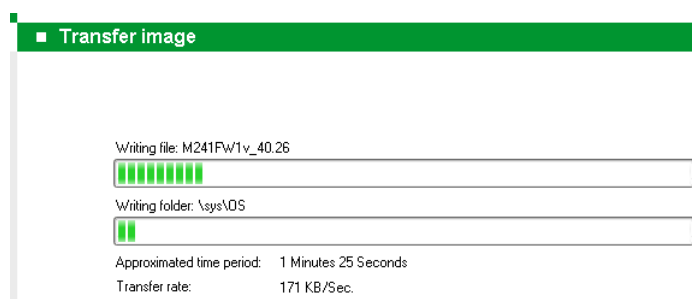 Transfer image
Writing file: M241FW1v_40.26
Writing folder: \sys\OS
Approximated time period: 1 Minutes 25 Seconds
Transfer rate: 171 KB/Sec.